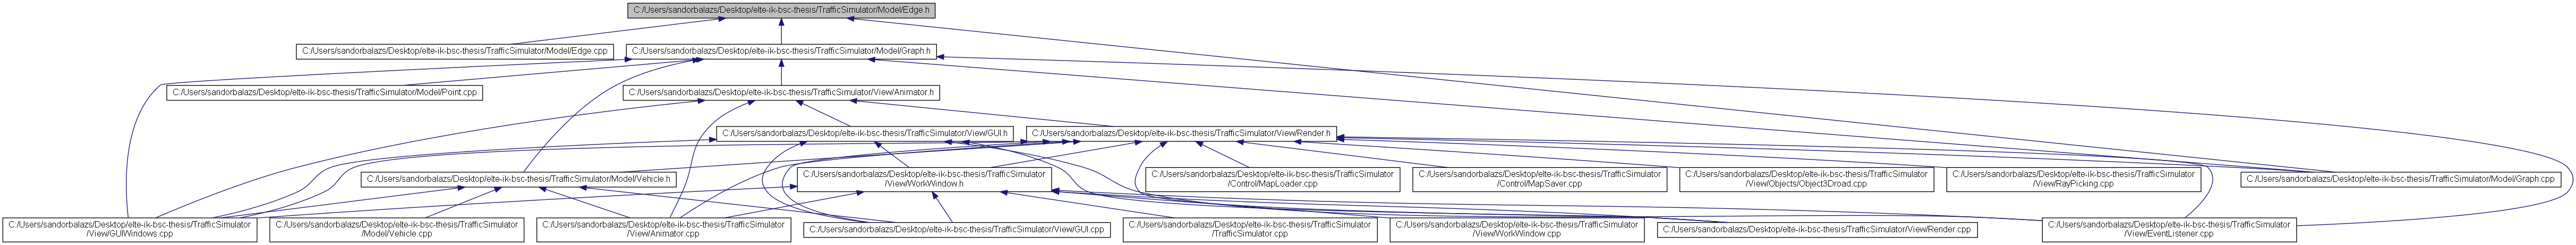 C:/Users/sandorbalazs/Desktop/elte-ik-bsc-thesis/TrafficSimulator/Model/Edge.h
C:/Users/sandorbalazs/Desktop/elte-ik-bsc-thesis/TrafficSimulator/Model/Edge.cpp
C:/Users/sandorbalazs/Desktop/elte-ik-bsc-thesis/TrafficSimulator/Model/Graph.h
C:/Users/sandorbalazs/Desktop/elte-ik-bsc-thesis/TrafficSimulator/Model/Point.cpp
C:/Users/sandorbalazs/Desktop/elte-ik-bsc-thesis/TrafficSimulator/View/Animator.h
C:/Users/sandorbalazs/Desktop/elte-ik-bsc-thesis/TrafficSimulator/View/GUI.h
C:/Users/sandorbalazs/Desktop/elte-ik-bsc-thesis/TrafficSimulator/View/Render.h
C:/Users/sandorbalazs/Desktop/elte-ik-bsc-thesis/TrafficSimulator/Model/Vehicle.h
C:/Users/sandorbalazs/Desktop/elte-ik-bsc-thesis/TrafficSimulator
/View/WorkWindow.h
C:/Users/sandorbalazs/Desktop/elte-ik-bsc-thesis/TrafficSimulator
/Control/MapLoader.cpp
C:/Users/sandorbalazs/Desktop/elte-ik-bsc-thesis/TrafficSimulator
/Control/MapSaver.cpp
C:/Users/sandorbalazs/Desktop/elte-ik-bsc-thesis/TrafficSimulator
/View/Objects/Object3Droad.cpp
C:/Users/sandorbalazs/Desktop/elte-ik-bsc-thesis/TrafficSimulator
/View/RayPicking.cpp
C:/Users/sandorbalazs/Desktop/elte-ik-bsc-thesis/TrafficSimulator/Model/Graph.cpp
C:/Users/sandorbalazs/Desktop/elte-ik-bsc-thesis/TrafficSimulator
/View/GUIWindows.cpp
C:/Users/sandorbalazs/Desktop/elte-ik-bsc-thesis/TrafficSimulator
/Model/Vehicle.cpp
C:/Users/sandorbalazs/Desktop/elte-ik-bsc-thesis/TrafficSimulator
/View/Animator.cpp
C:/Users/sandorbalazs/Desktop/elte-ik-bsc-thesis/TrafficSimulator/View/GUI.cpp
C:/Users/sandorbalazs/Desktop/elte-ik-bsc-thesis/TrafficSimulator
/TrafficSimulator.cpp
C:/Users/sandorbalazs/Desktop/elte-ik-bsc-thesis/TrafficSimulator
/View/WorkWindow.cpp
C:/Users/sandorbalazs/Desktop/elte-ik-bsc-thesis/TrafficSimulator/View/Render.cpp
C:/Users/sandorbalazs/Desktop/elte-ik-bsc-thesis/TrafficSimulator
/View/EventListener.cpp